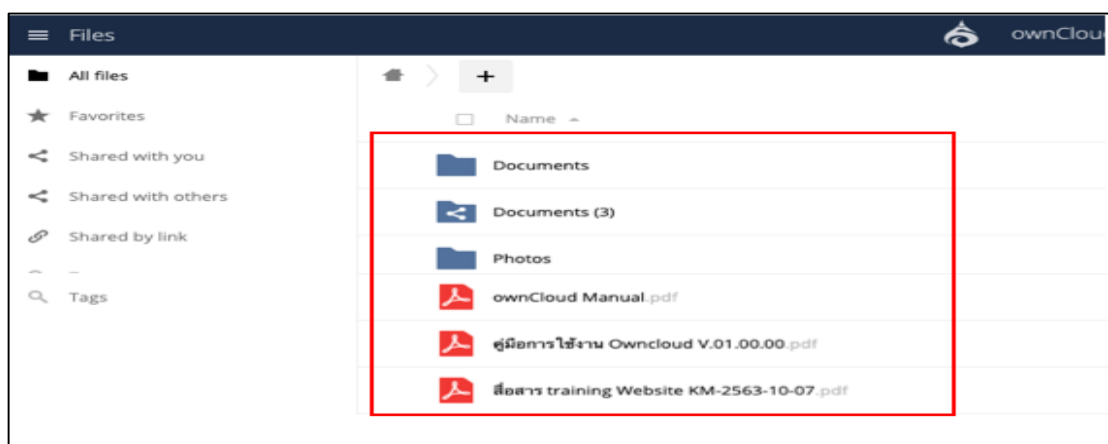 Files
ownClou
All files
Favorites
Shared with you
Shared with others
Shared by link
Tags
+
Name
Documents
Documents (3)
Photos
ownCloud Manual.pdf
คู่มือการใช้งาน Owncloud V.01.00.00.pdf
สื่อสาร training Website KM-2563-10-07.pdf